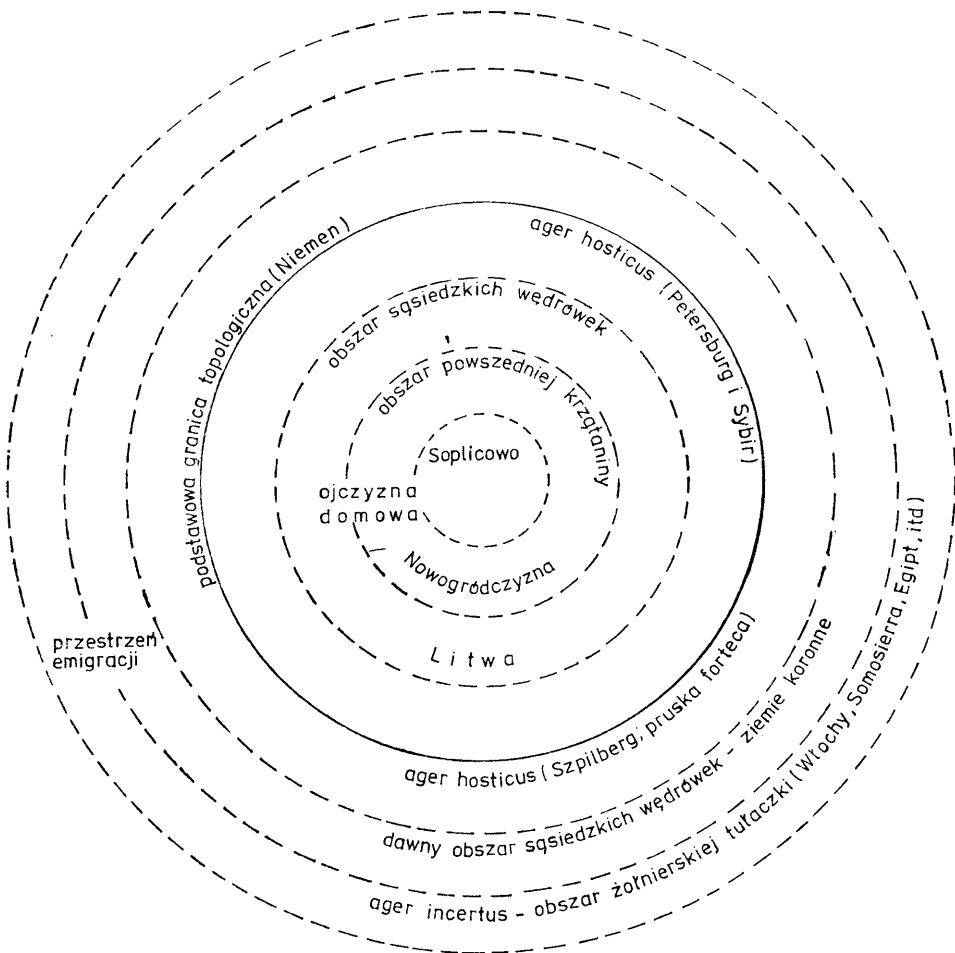 ager hosticus (Petersburg i Sybir)
podstawowa granica topologiczna (Niemen)
obszar sąsiedzkich wędrówek
obszar powszedniej krzątaniny
Soplicowo
ojczyzna
domowa
Nowogródczyzna
Litwa
przestrzeń
emigracji
ager hosticus (Szpilberg, pruska forteca)
dawny obszar sąsiedzkich wędrówek - ziemie koronne
ager incertus - obszar żołnierskiej tułaczki (Włochy, Somosierra, Egipt, itd)